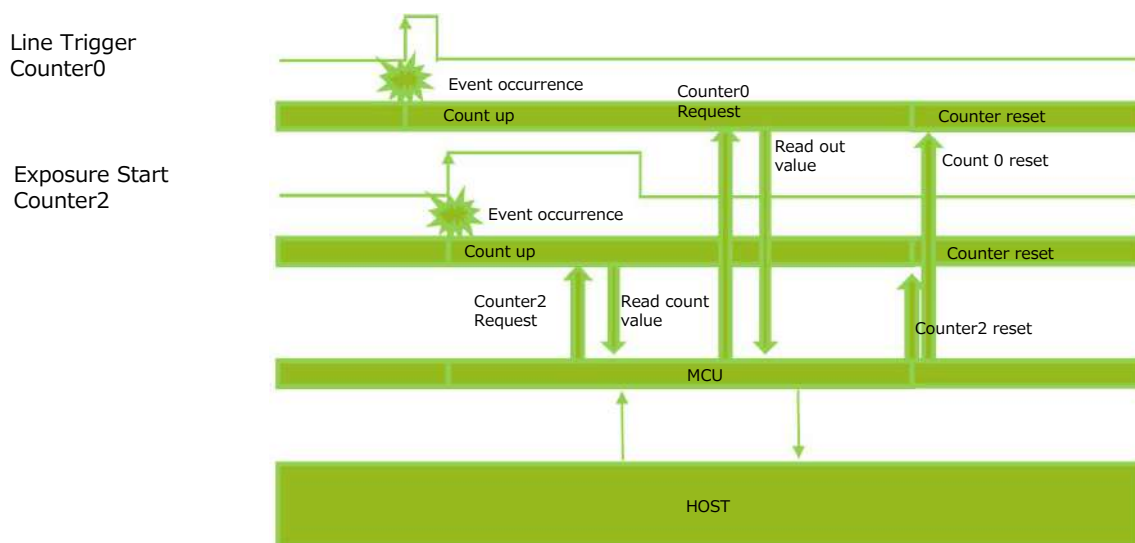 Line Trigger
Counter0
Event occurrence
Counter0
Request
Count up
Counter reset
Read out
value
Count 0 reset
Exposure Start
Counter2
Event occurrence
Count up
Counter reset
Counter2
Request
Read count
value
Counter2 reset
MCU
HOST